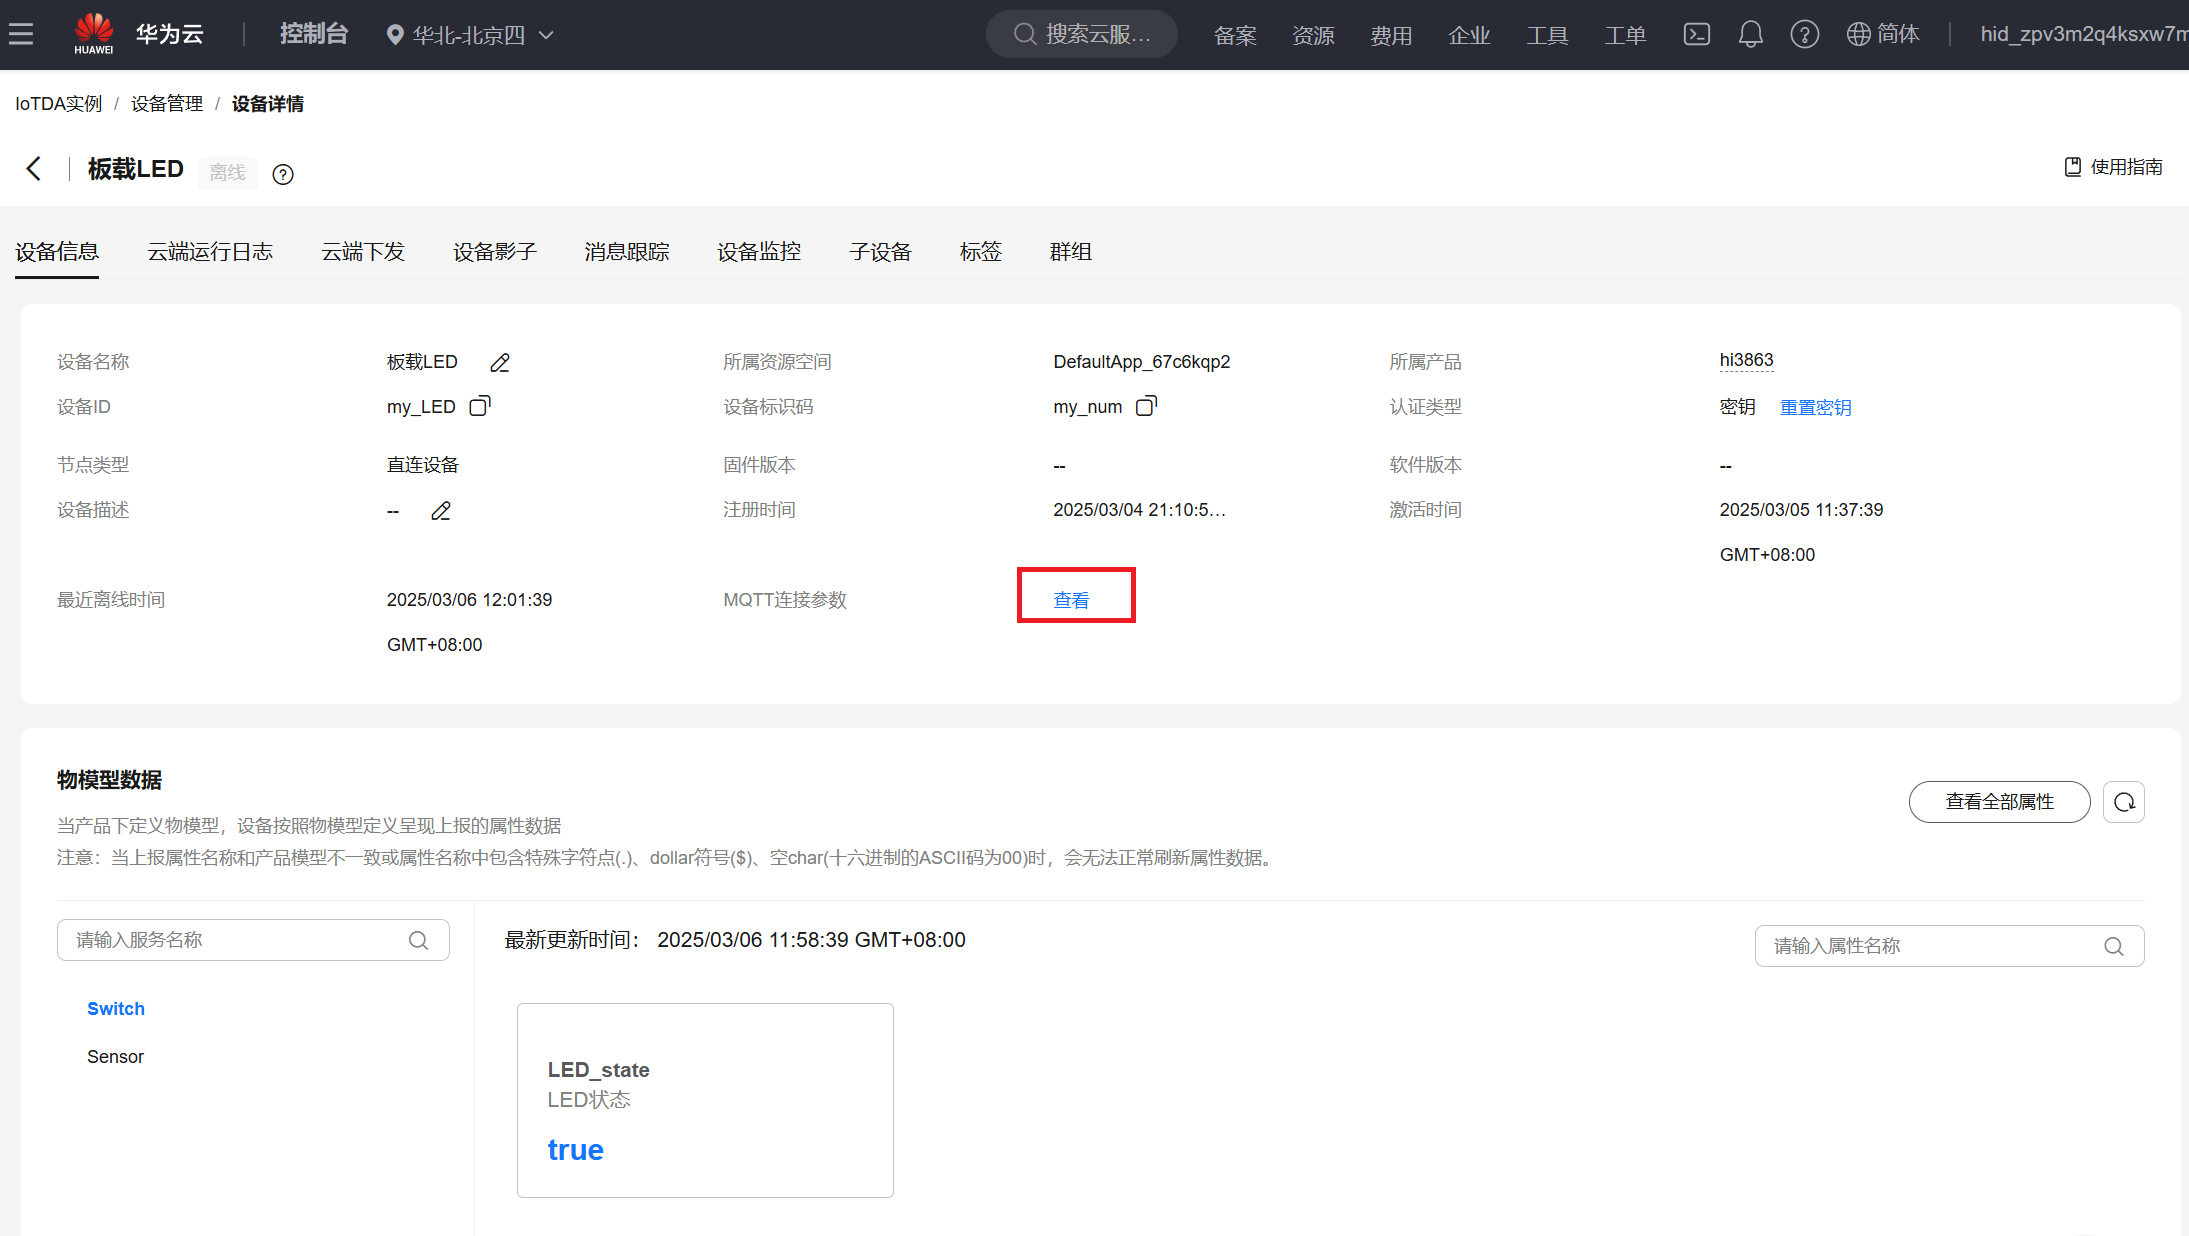 HUAWEI 华为云 控制台 华北-北京四 搜索云服... 备案 资源 费用 企业 工具 工单 简体 hid_zpv3m2q4ksxw7m
IoTDA实例 / 设备管理 / 设备详情
板载LED 离线 使用指南
设备信息 云端运行日志 云端下发 设备影子 消息跟踪 设备监控 子设备 标签 群组
设备名称 板载LED 所属资源空间 DefaultApp_67c6kqp2 所属产品 hi3863
设备ID my_LED 设备标识码 my_num 认证类型 密钥 重置密钥
节点类型 直连设备 固件版本 -- 软件版本 --
设备描述 -- 注册时间 2025/03/04 21:10:5... 激活时间 2025/03/05 11:37:39
GMT+08:00
最近离线时间 2025/03/06 12:01:39 MQTT连接参数 查看
GMT+08:00
物模型数据
查看全部属性
当产品下定义物模型，设备按照物模型定义呈现上报的属性数据
注意：当上报属性名称和产品模型不一致或属性名称中包含特殊字符点(.)、dollar符号($)、空char(十六进制的ASCII码为00)时，会无法正常刷新属性数据。
请输入服务名称 最新更新时间： 2025/03/06 11:58:39 GMT+08:00 请输入属性名称
Switch
Sensor
LED_state
LED状态
true